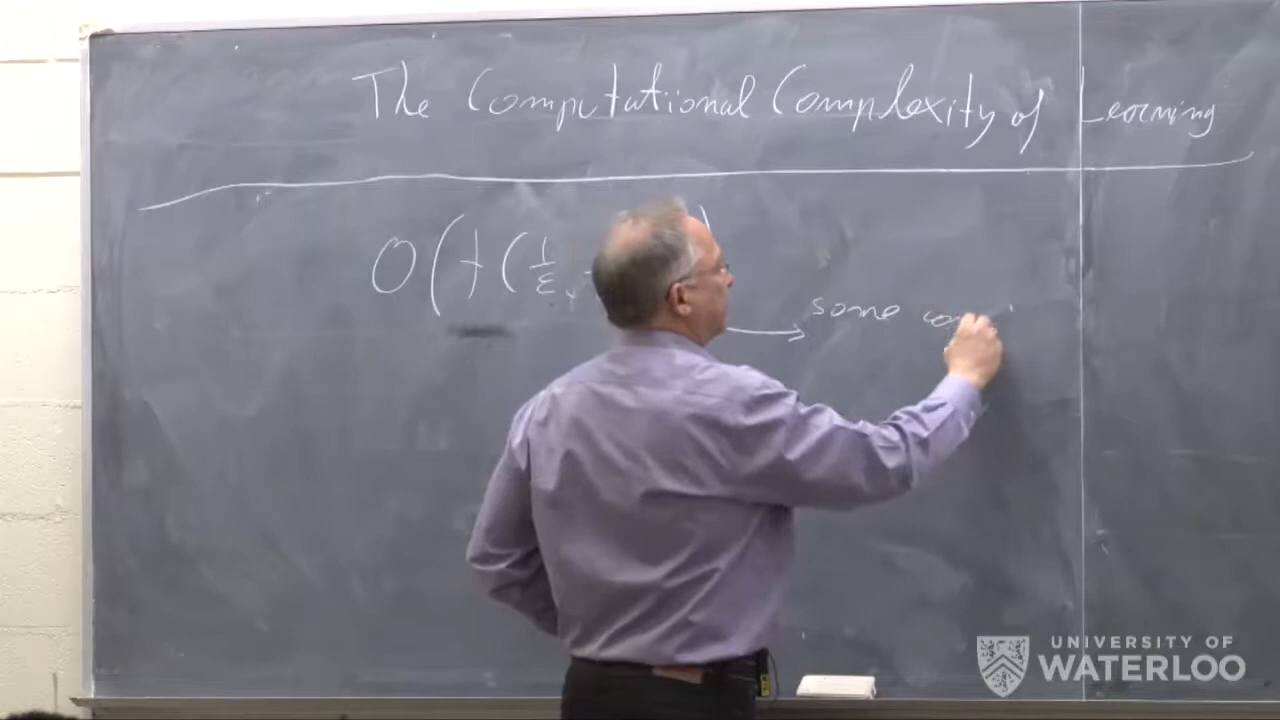 The Computational Complexity of Learning
O ( f ( 1/ε ,
some
UNIVERSITY OF
WATERLOO